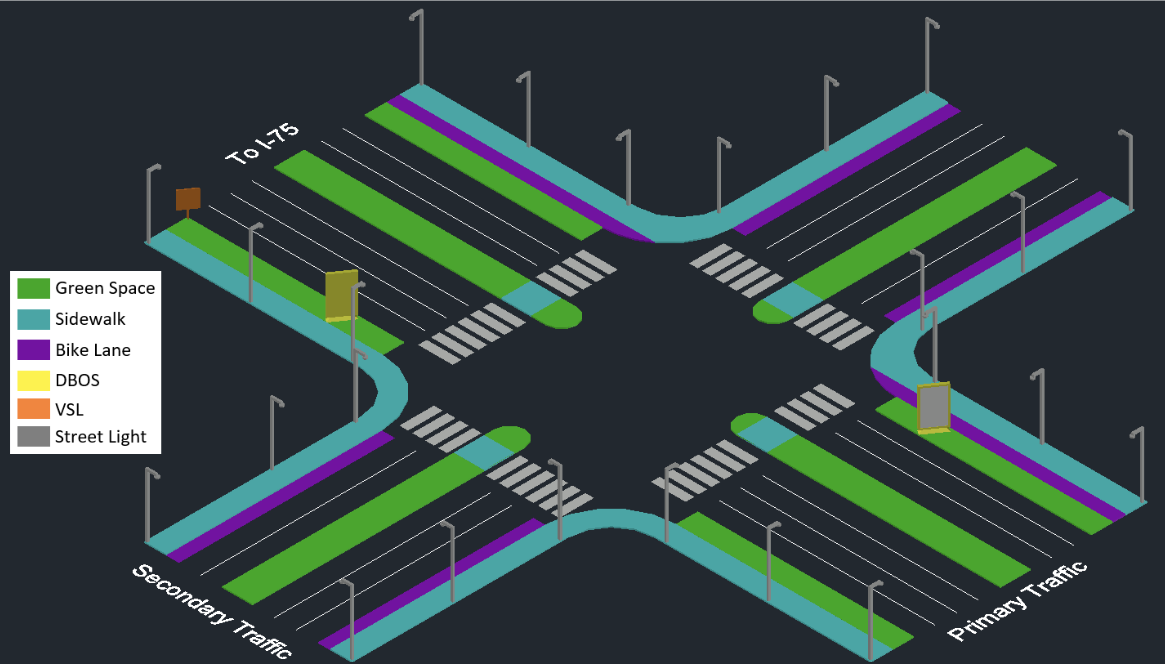 To I-75
Green Space
Sidewalk
Bike Lane
DBOS
VSL
Street Light
Secondary Traffic
Primary Traffic